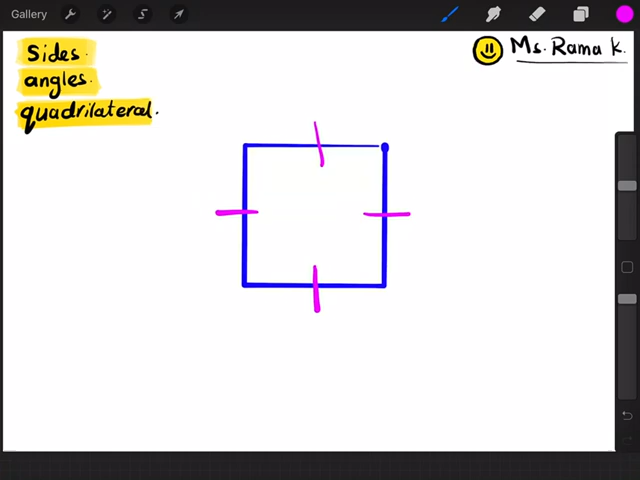 Gallery
Sides.
angles.
quadrilateral.
Ms. Rama K.